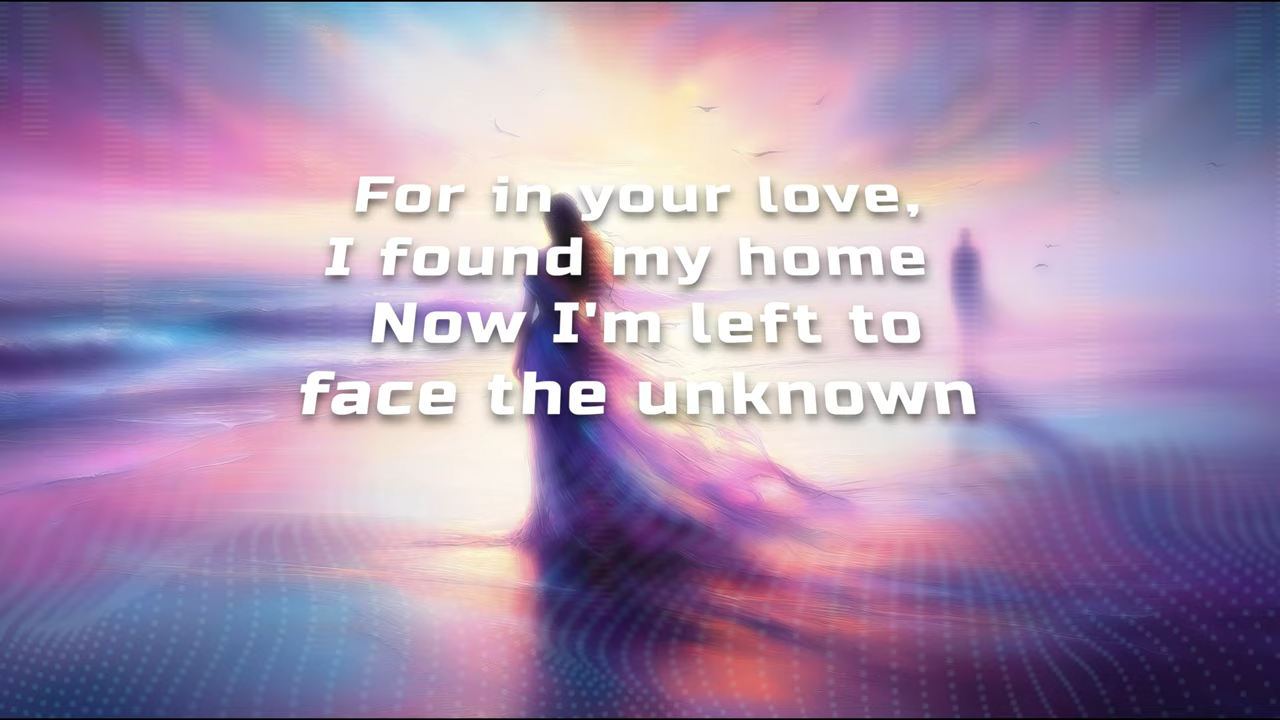 For in your love,
I found my home
Now I'm left to
face the unknown